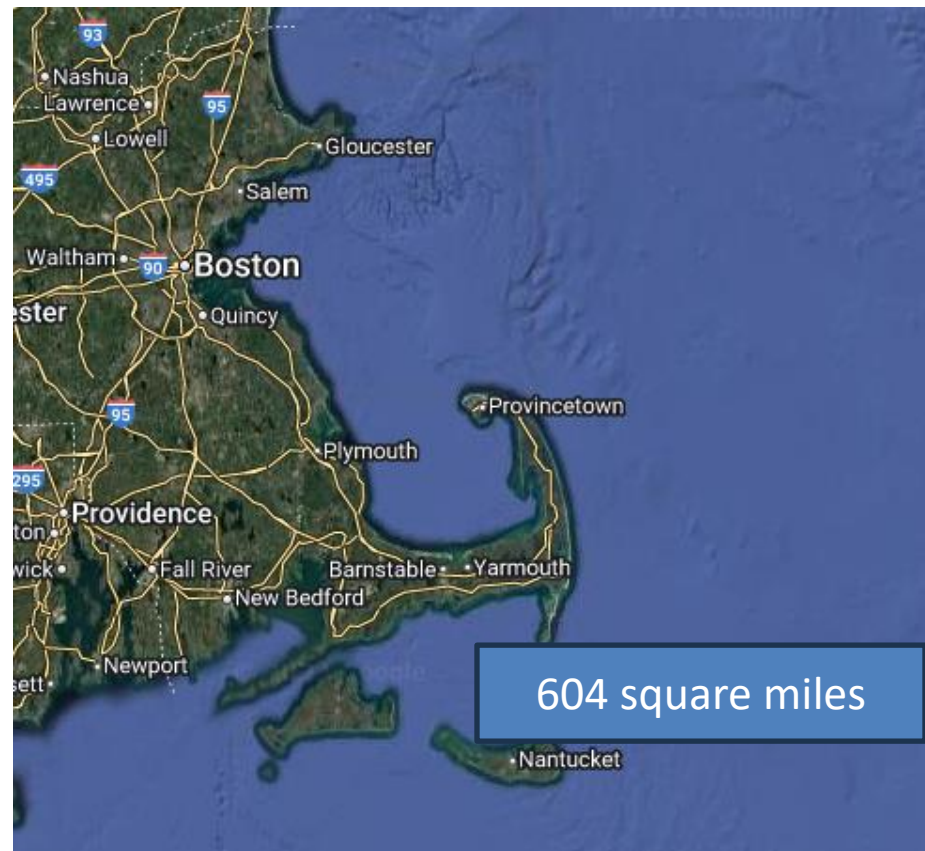 93
Nashua
Lawrence
95
Lowell
Gloucester
495
Salem
Waltham
90
Boston
ester
Quincy
Provincetown
95
Plymouth
295
Providence
ton
wick
Fall River
Barnstable
Yarmouth
New Bedford
Newport
sett
604 square miles
Nantucket